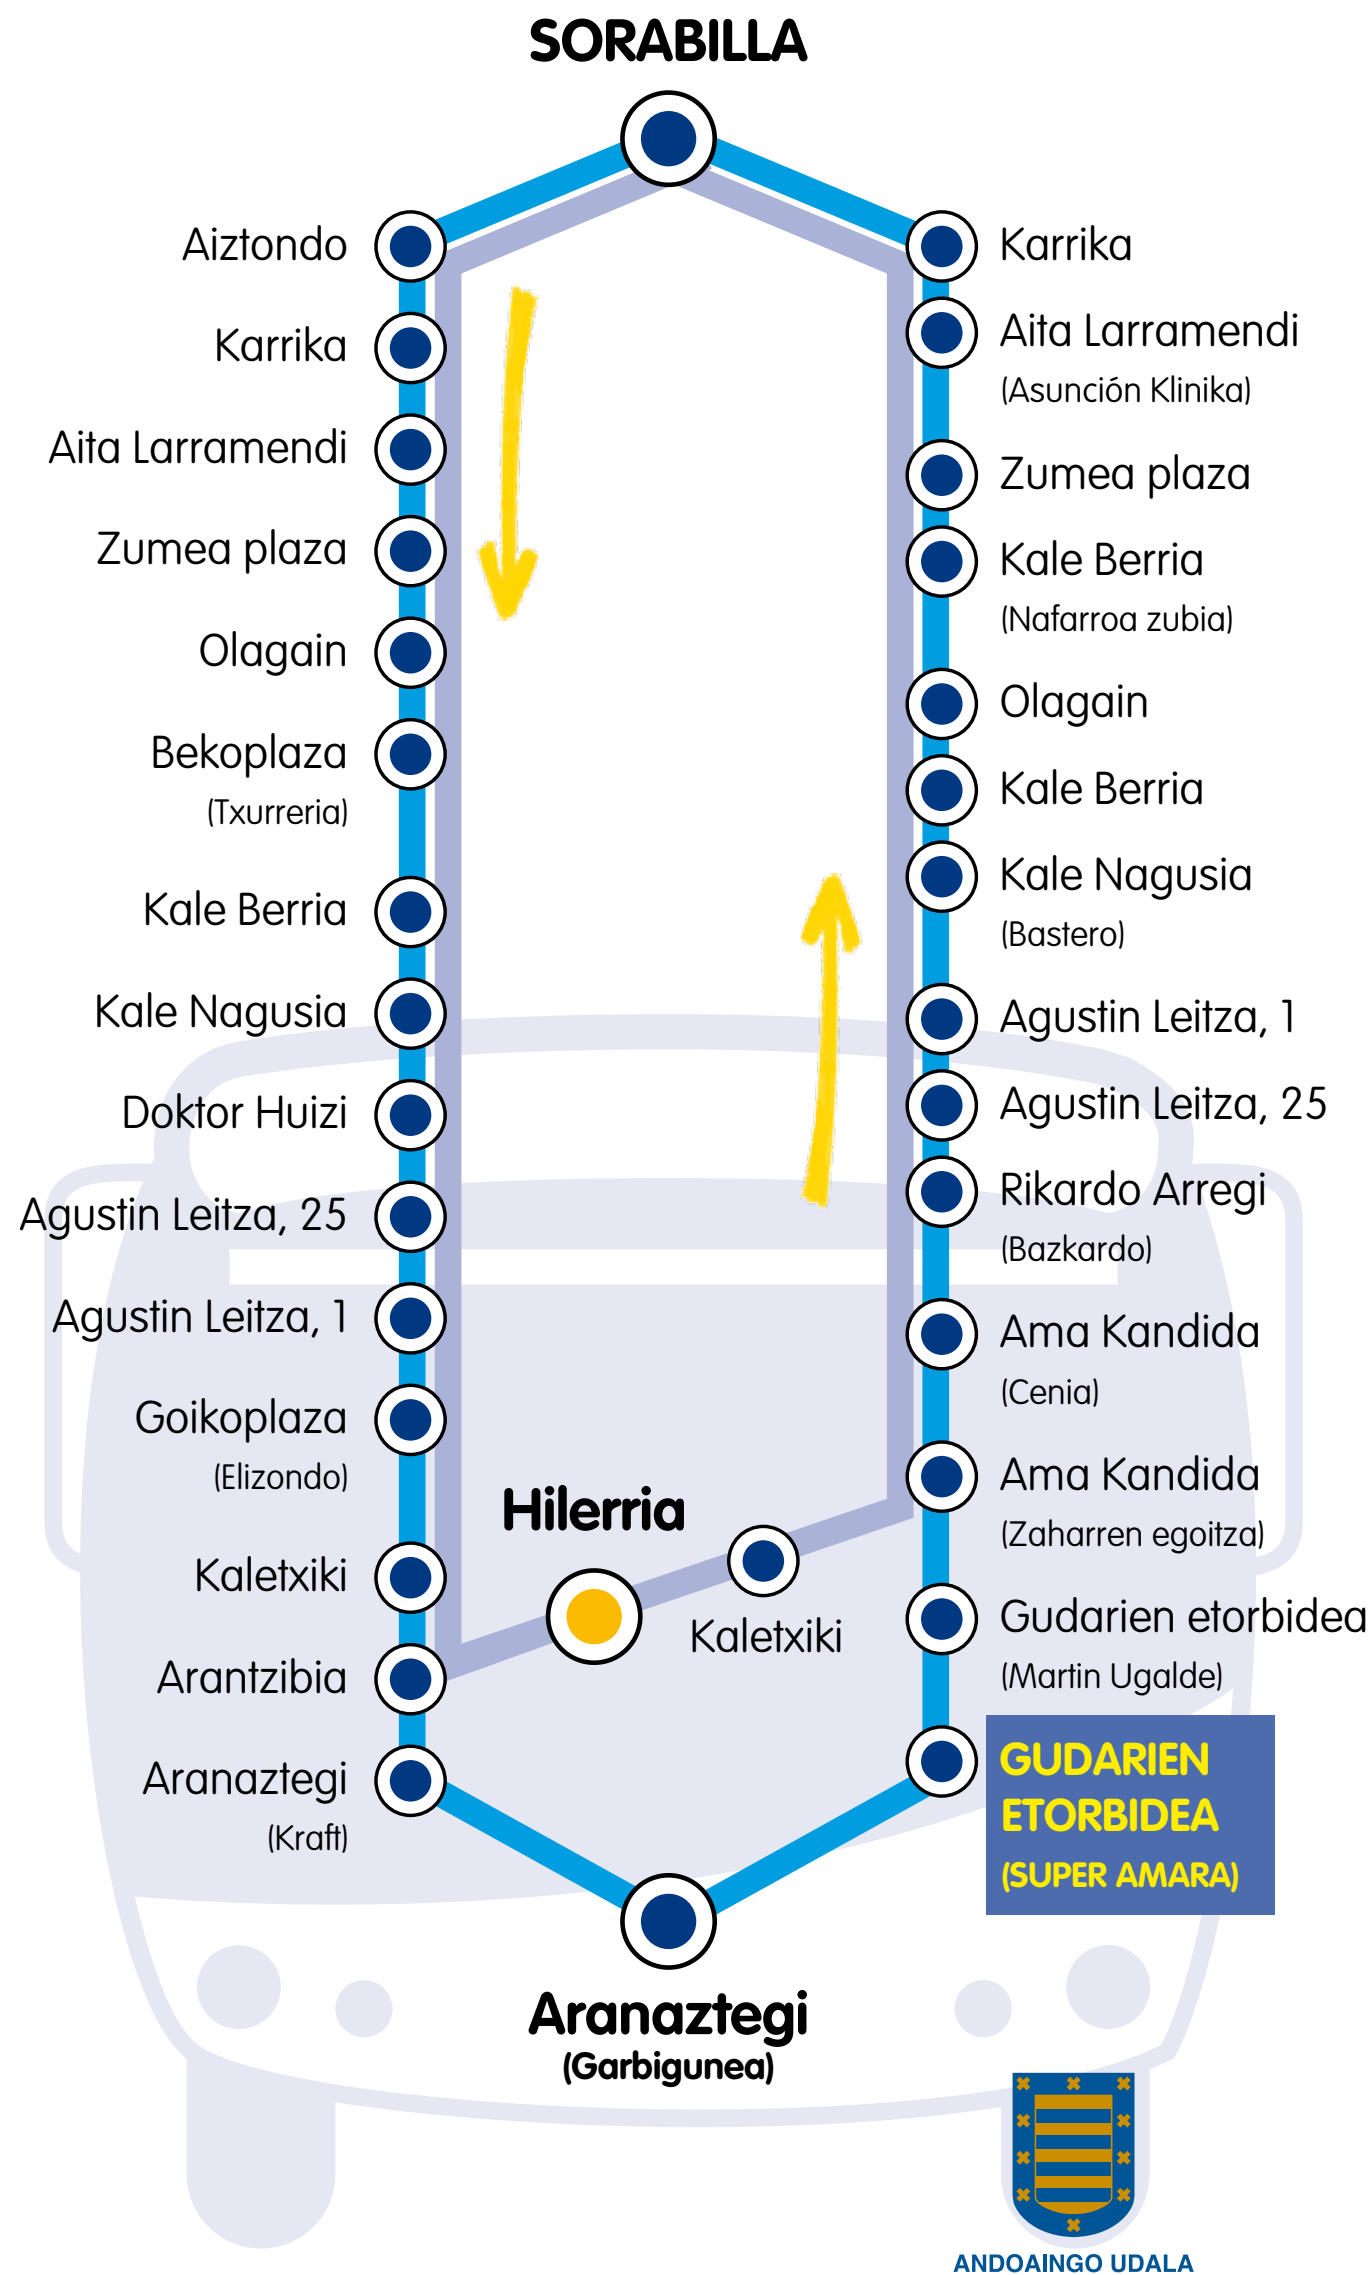 SORABILLA
Aiztondo
Karrika
Aita Larramendi
Zumea plaza
Olagain
Bekoplaza
(Txurreria)
Kale Berria
Kale Nagusia
Doktor Huizi
Agustin Leitza, 25
Agustin Leitza, 1
Goikoplaza
(Elizondo)
Kaletxiki
Arantzibia
Aranaztegi
(Kraft)
Hilerria
Kaletxiki
Karrika
Aita Larramendi
(Asunción Klinika)
Zumea plaza
Kale Berria
(Nafarroa zubia)
Olagain
Kale Berria
Kale Nagusia
(Bastero)
Agustin Leitza, 1
Agustin Leitza, 25
Rikardo Arregi
(Bazkardo)
Ama Kandida
(Cenia)
Ama Kandida
(Zaharren egoitza)
Gudarien etorbidea
(Martin Ugalde)
GUDARIEN
ETORBIDEA
(SUPER AMARA)
Aranaztegi
(Garbigunea)
ANDOAINGO UDALA